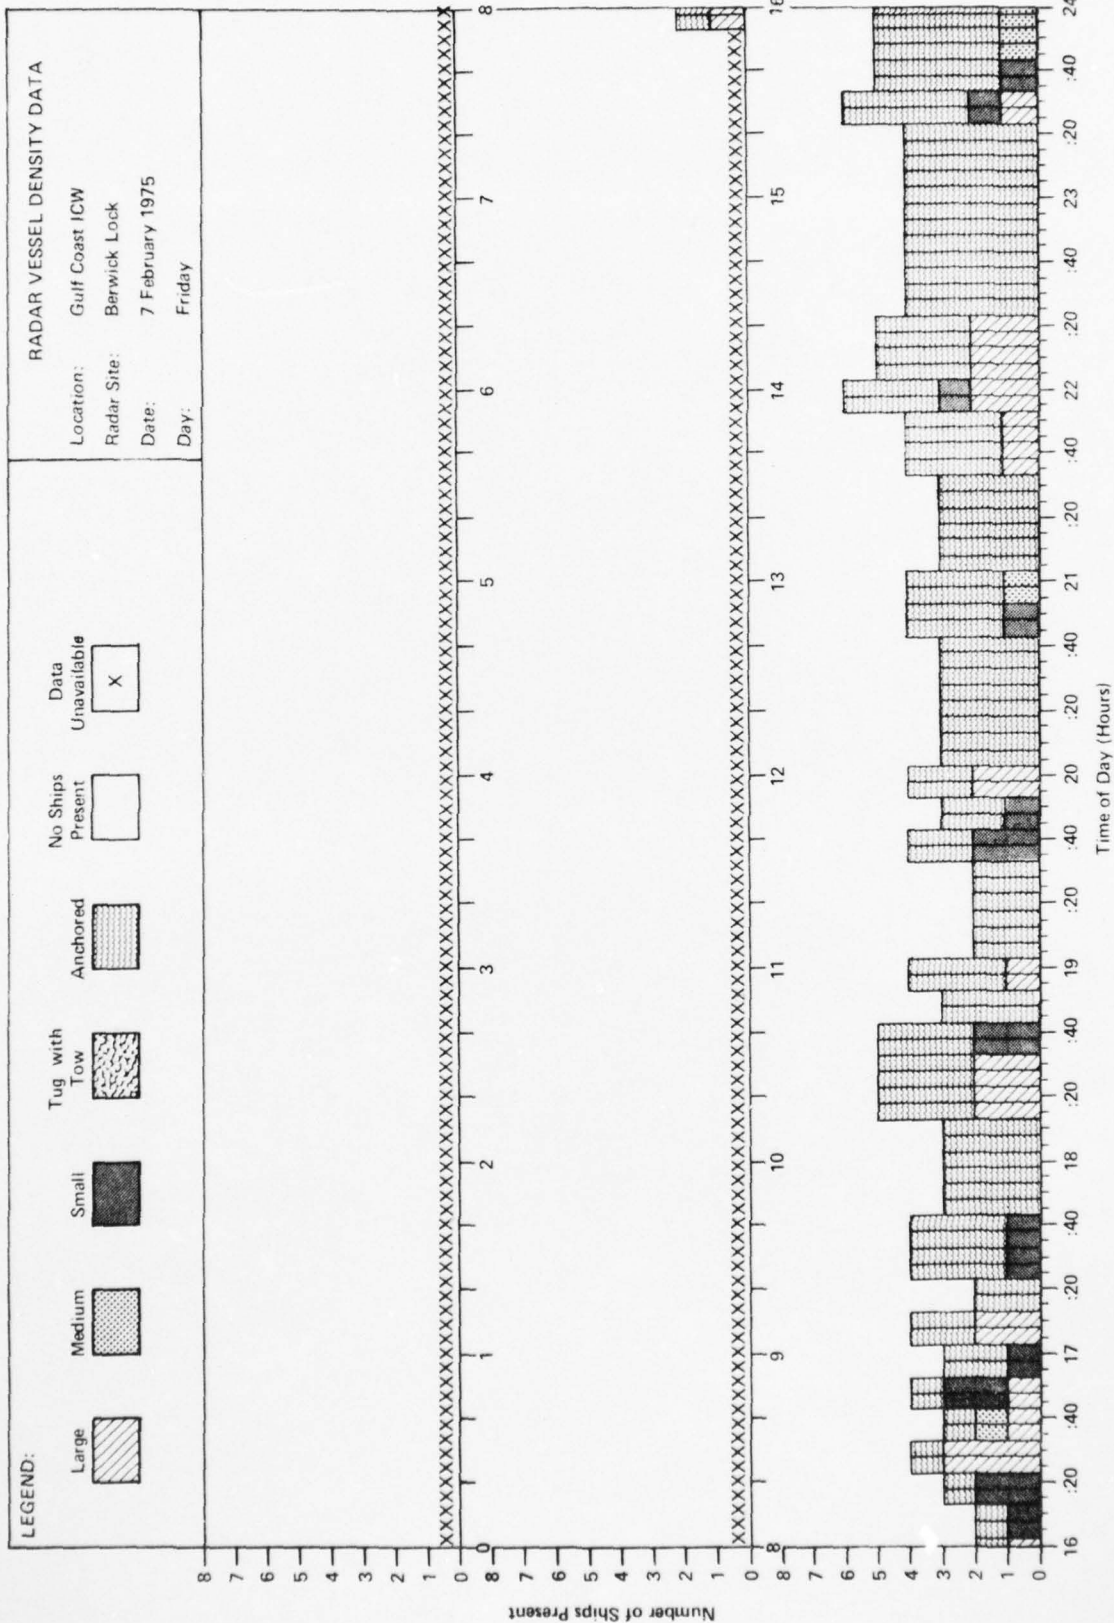 RADAR VESSEL DENSITY DATA
Location: Gulf Coast ICW
Radar Site: Berwick Lock
Date: 7 February 1975
Day: Friday
LEGEND:
Large
Medium
Small
Tug with Tow
Anchored
No Ships Present
Data Unavailable
X
Number of Ships Present
8 7 6 5 4 3 2 1 0
0 1 2 3 4 5 6 7 8
8 7 6 5 4 3 2 1 0
8 9 10 11 12 13 14 15 16
8 7 6 5 4 3 2 1 0
16 :20 :40 17 :20 :40 18 :20 :40 19 :20 :40 20 :20 :40 21 :20 :40 22 :20 :40 23 :20 :40 24
Time of Day (Hours)